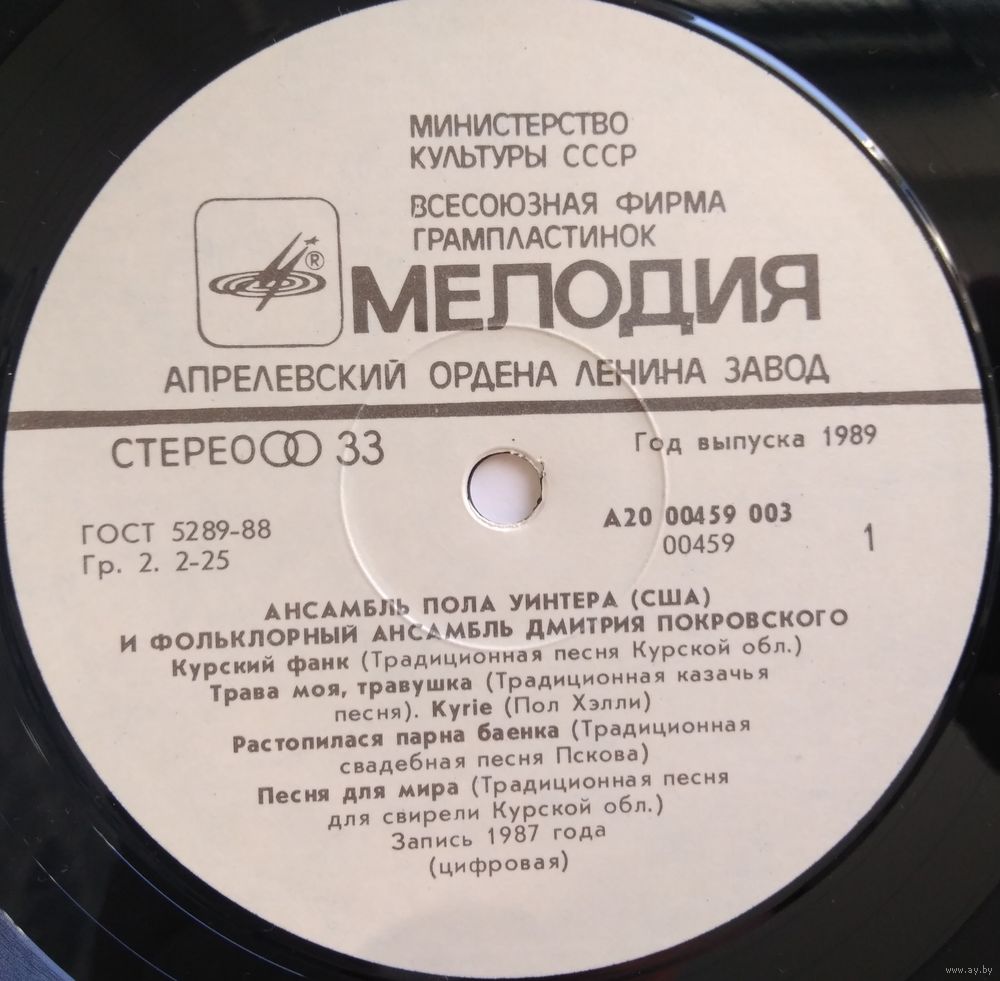 МИНИСТЕРСТВО
КУЛЬТУРЫ СССР
ВСЕСОЮЗНАЯ ФИРМА
ГРАМПЛАСТИНОК
®
МЕЛОДИЯ
АПРЕЛЕВСКИЙ ОРДЕНА ЛЕНИНА ЗАВОД
СТЕРЕО 33
Год выпуска 1989
ГОСТ 5289-88
Гр. 2. 2-25
А20 00459 003
00459
1
АНСАМБЛЬ ПОЛА УИНТЕРА (США)
И ФОЛЬКЛОРНЫЙ АНСАМБЛЬ ДМИТРИЯ ПОКРОВСКОГО
Курский фанк (Традиционная песня Курской обл.)
Трава моя, травушка (Традиционная казачья
песня). Kyrie (Пол Хэлли)
Растопилася парна баенка (Традиционная
свадебная песня Пскова)
Песня для мира (Традиционная песня
для свирели Курской обл.)
Запись 1987 года
(цифровая)
www.ay.by